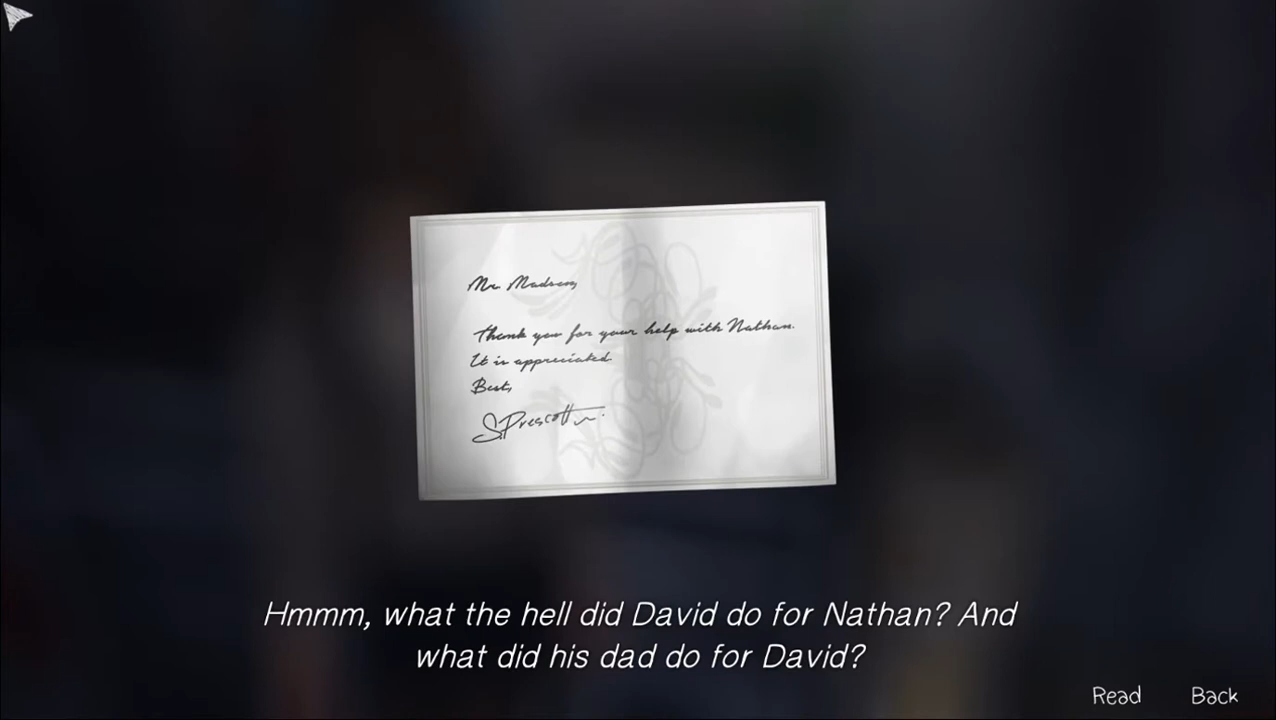 Mr. Madsen,
Thank you for your help with Nathan.
It is appreciated.
Best,
S. Prescott
Hmmm, what the hell did David do for Nathan? And
what did his dad do for David?
Read
Back